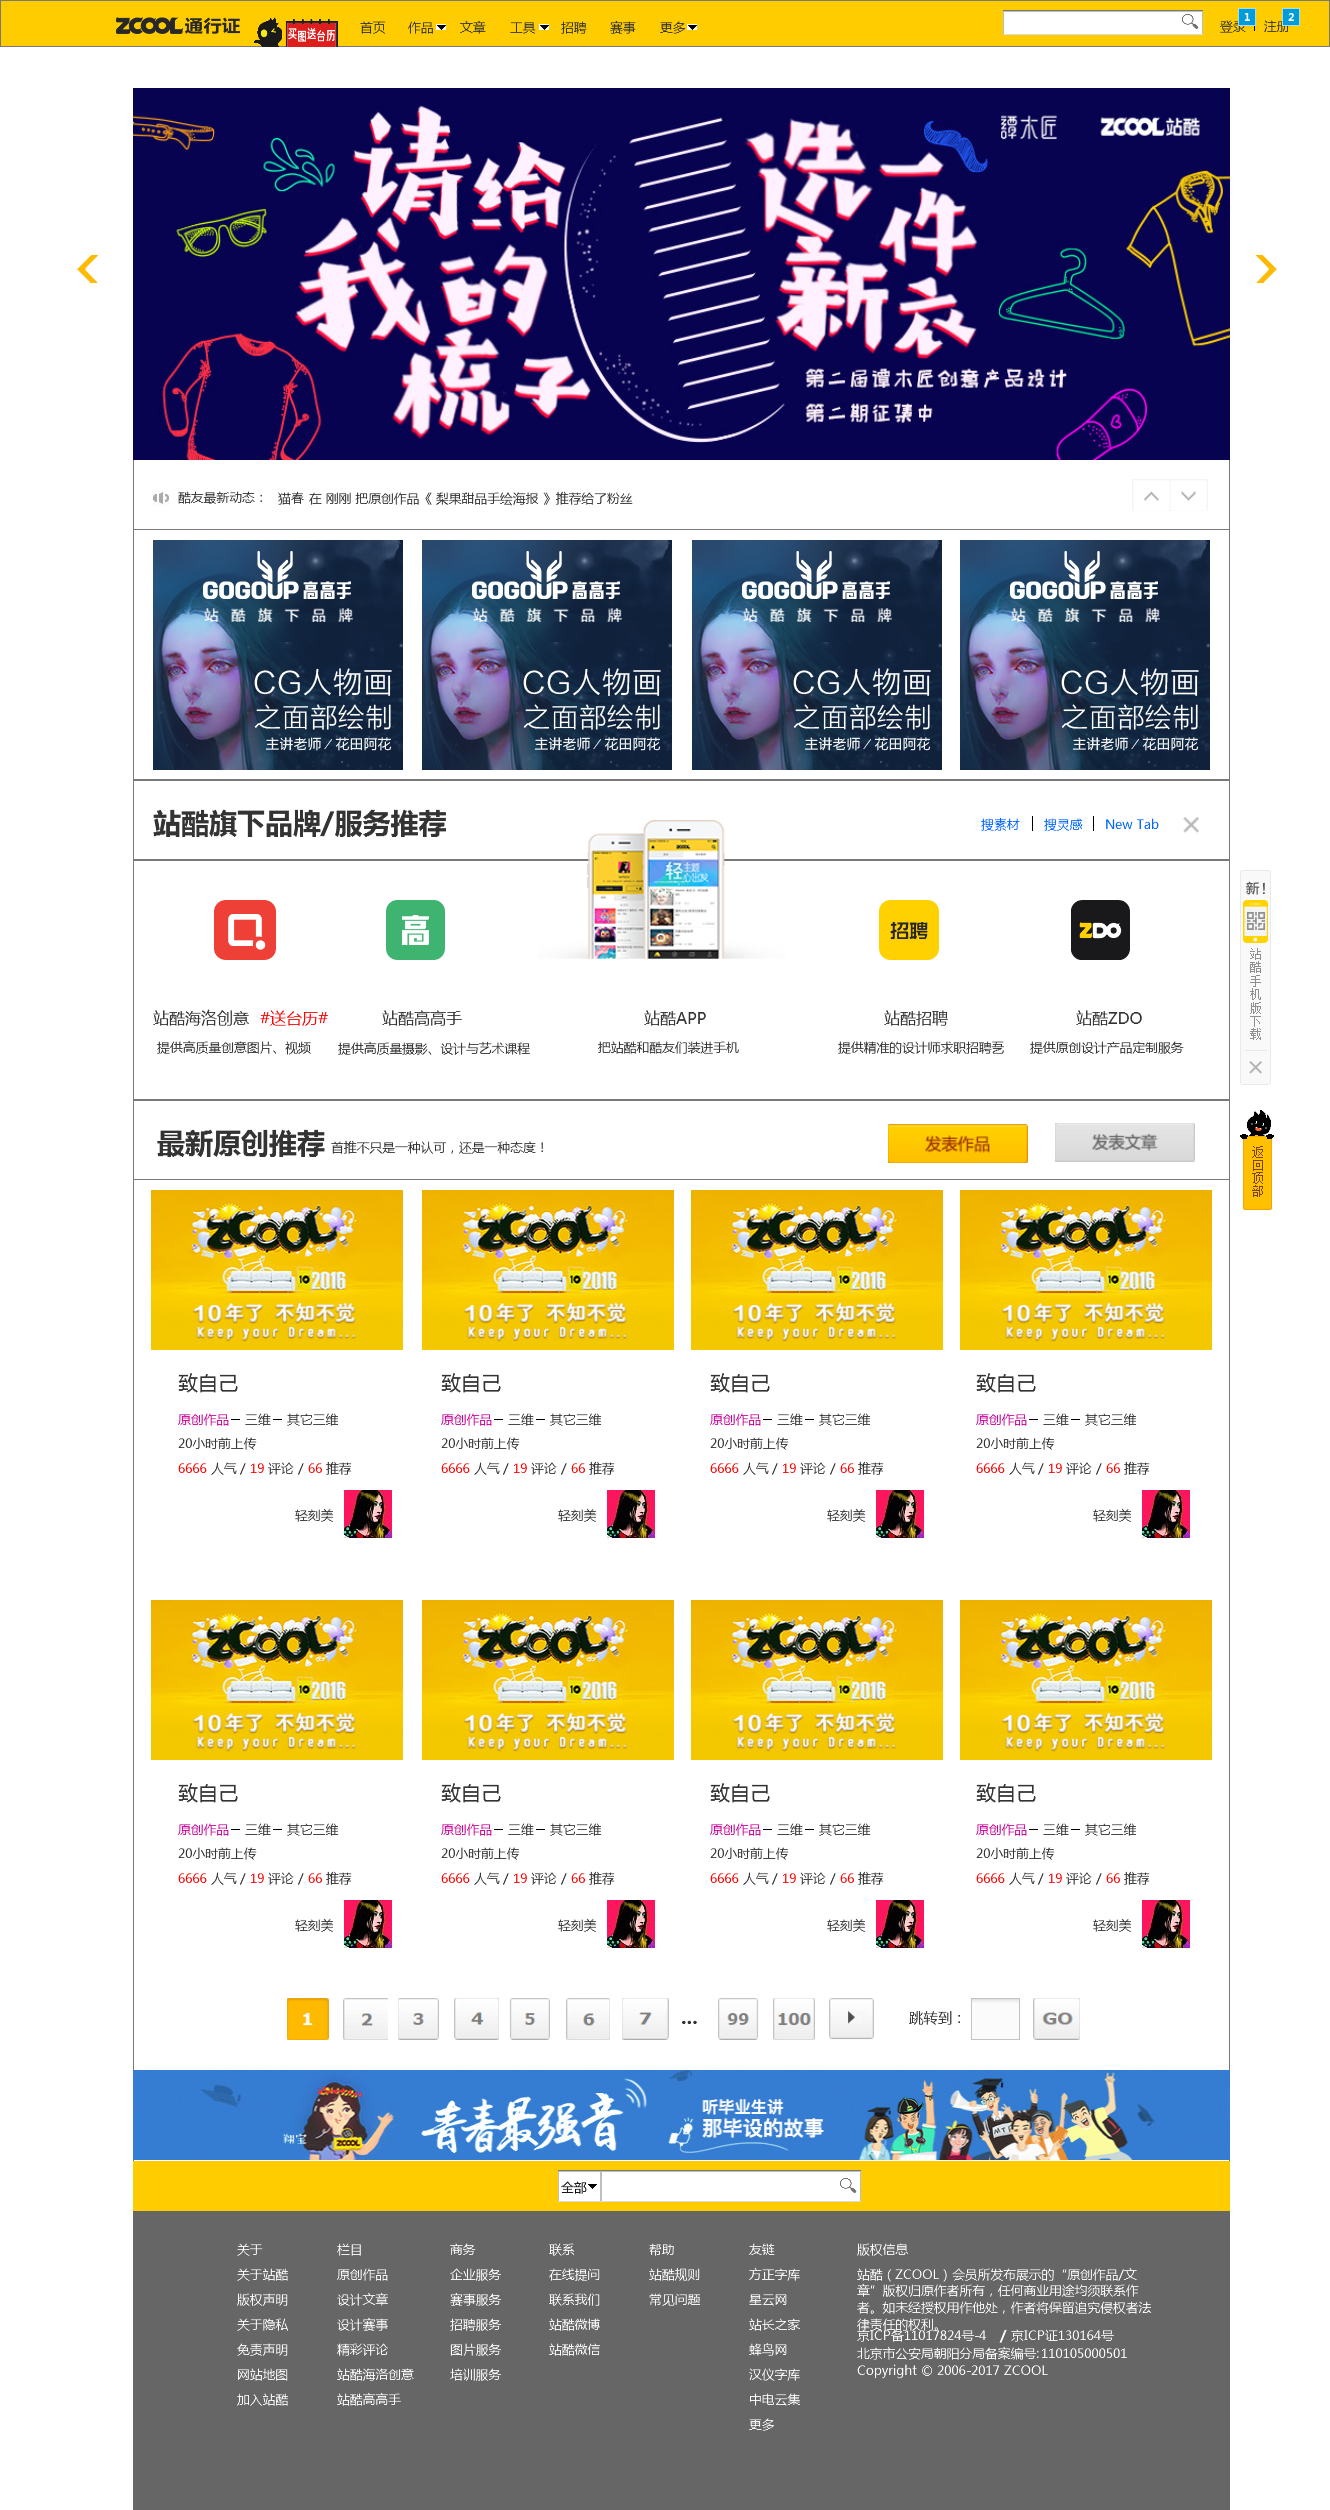 ZCOOL 通行证
买图送台历
首页 作品 文章 工具 招聘 赛事 更多
登录 1 注册 2
请给我的梳子
选一件新衣
譚木匠 ZCOOL站酷
第二届谭木匠创意产品设计
第二期征集中
酷友最新动态： 猫春 在 刚刚 把原创作品《 梨果甜品手绘海报 》推荐给了粉丝
GOGOUP高高手 GOGOUP高高手 GOGOUP高高手 GOGOUP高高手
站酷旗下品牌 站酷旗下品牌 站酷旗下品牌 站酷旗下品牌
CG人物画 CG人物画 CG人物画 CG人物画
之面部绘制 之面部绘制 之面部绘制 之面部绘制
主讲老师／花田阿花 主讲老师／花田阿花 主讲老师／花田阿花 主讲老师／花田阿花
站酷旗下品牌/服务推荐
搜素材 搜灵感 New Tab
轻主题
心出发
高 招聘 ZDO
新!
站酷手机版下载
站酷海洛创意 #送台历# 站酷高高手 站酷APP 站酷招聘 站酷ZDO
提供高质量创意图片、视频 提供高质量摄影、设计与艺术课程 把站酷和酷友们装进手机 提供精准的设计师求职招聘 提供原创设计产品定制服务
最新原创推荐 首推不只是一种认可，还是一种态度！
发表作品 发表文章
返回顶部
ZCOOL ZCOOL ZCOOL ZCOOL
10 2016 10 2016 10 2016 10 2016
10年了 不知不觉 10年了 不知不觉 10年了 不知不觉 10年了 不知不觉
Keep your Dream... Keep your Dream... Keep your Dream... Keep your Dream...
致自己 致自己 致自己 致自己
原创作品— 三维— 其它三维 原创作品— 三维— 其它三维 原创作品— 三维— 其它三维 原创作品— 三维— 其它三维
20小时前上传 20小时前上传 20小时前上传 20小时前上传
6666 人气 / 19 评论 / 66 推荐 6666 人气 / 19 评论 / 66 推荐 6666 人气 / 19 评论 / 66 推荐 6666 人气 / 19 评论 / 66 推荐
轻刻美 轻刻美 轻刻美 轻刻美
ZCOOL ZCOOL ZCOOL ZCOOL
10 2016 10 2016 10 2016 10 2016
10年了 不知不觉 10年了 不知不觉 10年了 不知不觉 10年了 不知不觉
Keep your Dream... Keep your Dream... Keep your Dream... Keep your Dream...
致自己 致自己 致自己 致自己
原创作品— 三维— 其它三维 原创作品— 三维— 其它三维 原创作品— 三维— 其它三维 原创作品— 三维— 其它三维
20小时前上传 20小时前上传 20小时前上传 20小时前上传
6666 人气 / 19 评论 / 66 推荐 6666 人气 / 19 评论 / 66 推荐 6666 人气 / 19 评论 / 66 推荐 6666 人气 / 19 评论 / 66 推荐
轻刻美 轻刻美 轻刻美 轻刻美
1 2 3 4 5 6 7 ... 99 100 跳转到： GO
翔宝 ZCOOL
青春最强音
听毕业生讲
那毕设的故事
全部
关于 栏目 商务 联系 帮助 友链 版权信息
关于站酷 原创作品 企业服务 在线提问 站酷规则 方正字库
版权声明 设计文章 赛事服务 联系我们 常见问题 星云网
关于隐私 设计赛事 招聘服务 站酷微博 站长之家
免责声明 精彩评论 图片服务 站酷微信 蜂鸟网
网站地图 站酷海洛创意 培训服务 汉仪字库
加入站酷 站酷高高手 中电云集
更多
站酷（ZCOOL）会员所发布展示的“原创作品/文
章”版权归原作者所有，任何商业用途均须联系作
者。如未经授权用作他处，作者将保留追究侵权者法
律责任的权利。
京ICP备11017824号-4 / 京ICP证130164号
北京市公安局朝阳分局备案编号:110105000501
Copyright © 2006-2017 ZCOOL